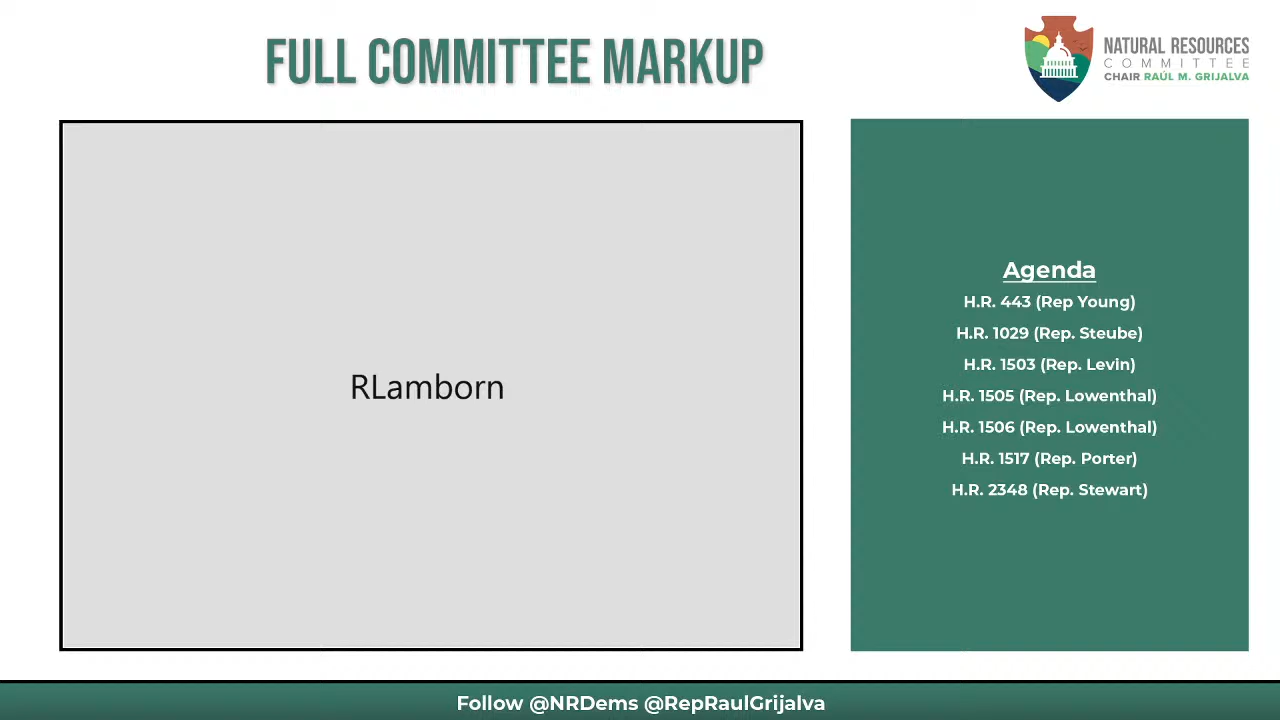 FULL COMMITTEE MARKUP
NATURAL RESOURCES
COMMITTEE
CHAIR RAÚL M. GRIJALVA
RLamborn
Agenda
H.R. 443 (Rep Young)
H.R. 1029 (Rep. Steube)
H.R. 1503 (Rep. Levin)
H.R. 1505 (Rep. Lowenthal)
H.R. 1506 (Rep. Lowenthal)
H.R. 1517 (Rep. Porter)
H.R. 2348 (Rep. Stewart)
Follow @NRDems @RepRaulGrijalva